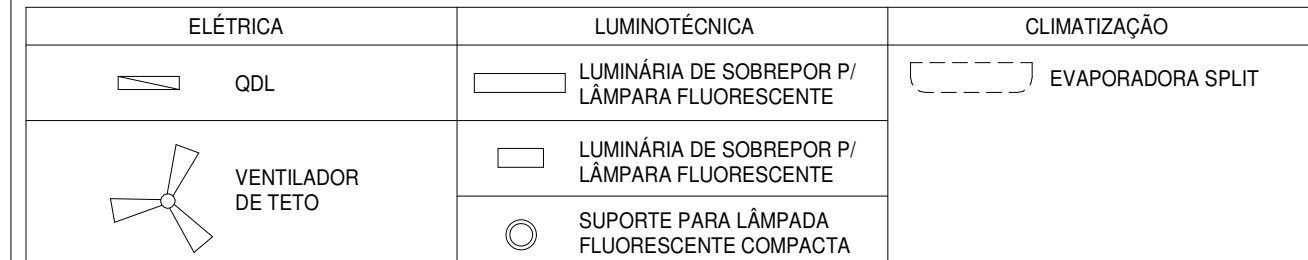 ELÉTRICA
LUMINOTÉCNICA
CLIMATIZAÇÃO
QDL
LUMINÁRIA DE SOBREPOR P/
LÂMPARA FLUORESCENTE
EVAPORADORA SPLIT
VENTILADOR
DE TETO
LUMINÁRIA DE SOBREPOR P/
LÂMPARA FLUORESCENTE
SUPORTE PARA LÂMPADA
FLUORESCENTE COMPACTA